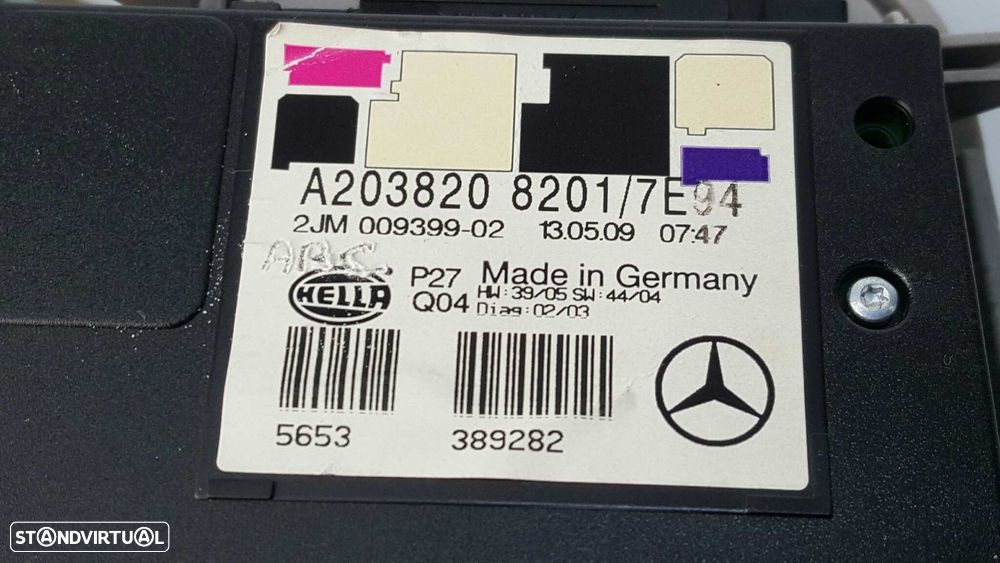 A203820 8201/7E94
2JM 009399-02 13.05.09 07:47
ABC.
HELLA
P27 Made in Germany
Q04 HW:39/05 SW:44/04
Diag:02/03
5653
389282
STANDVIRTUAL